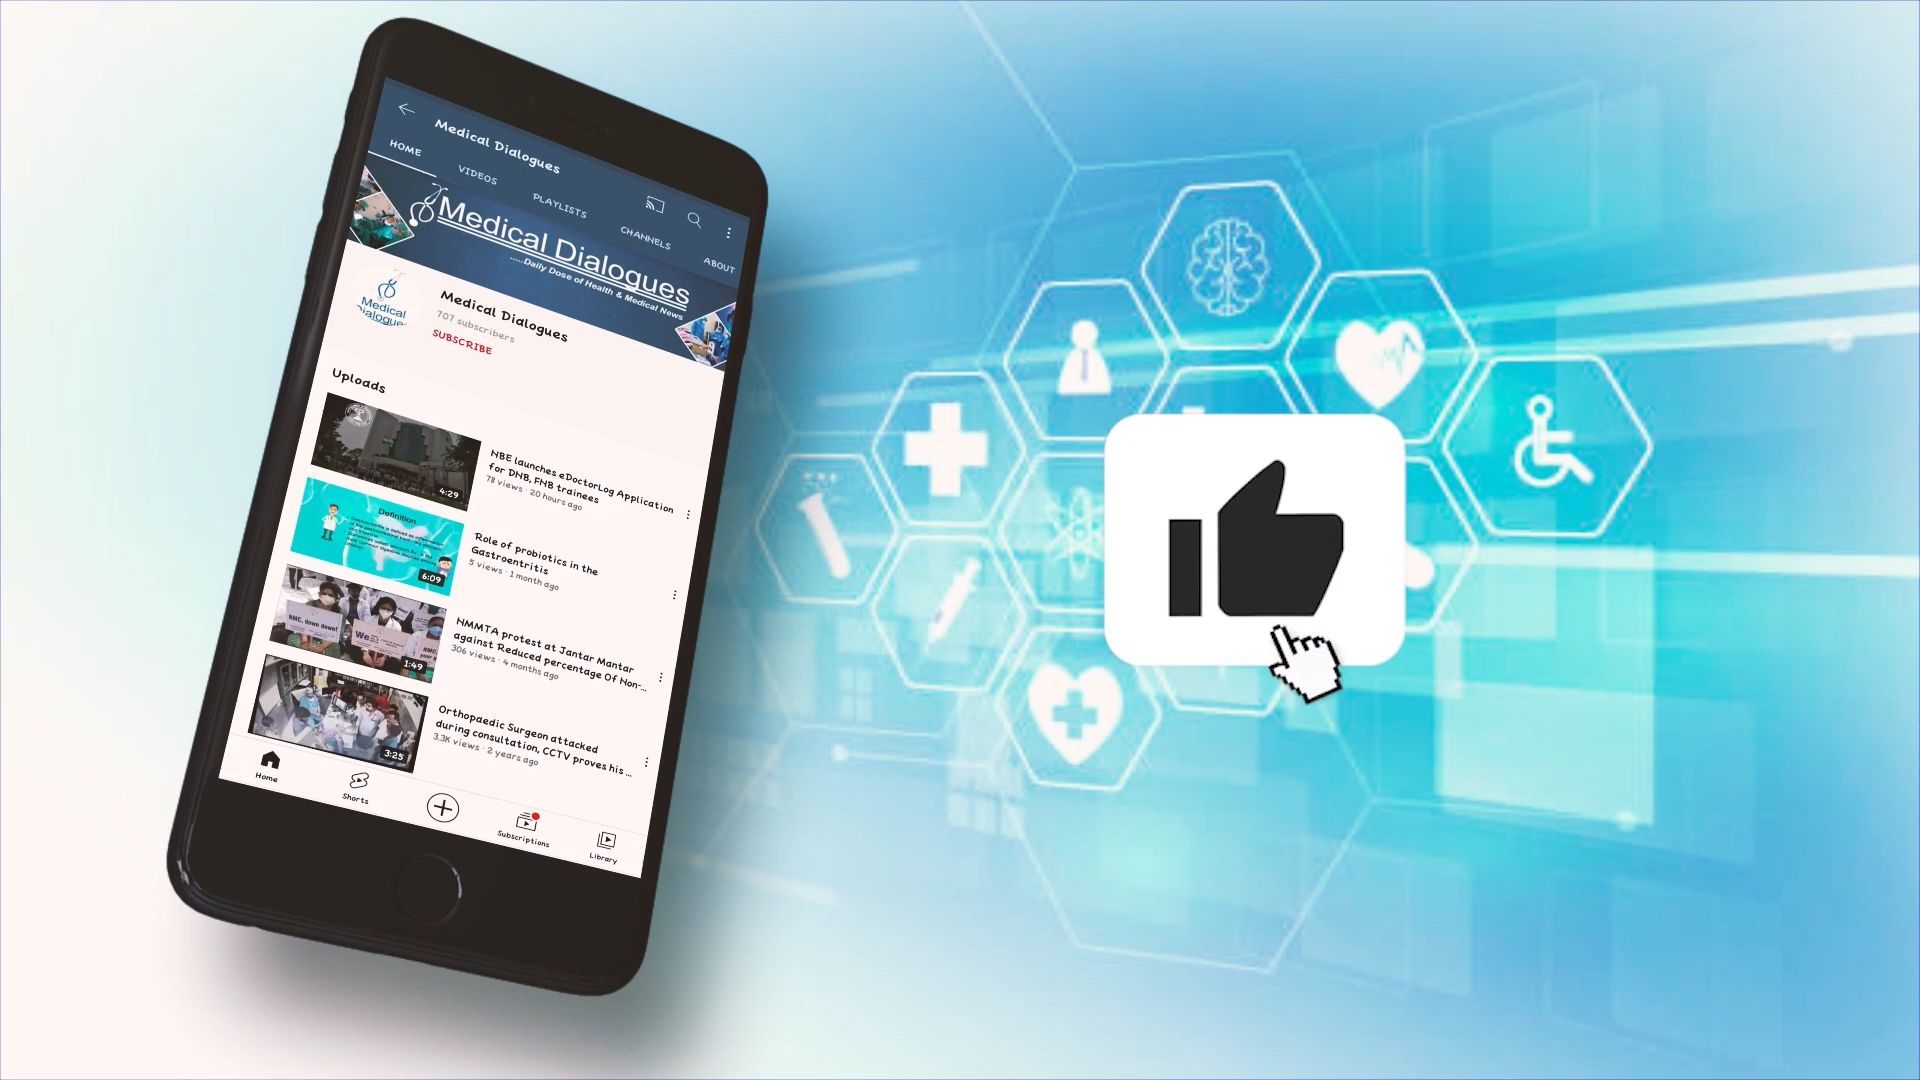 Medical Dialogues
HOME
VIDEOS
PLAYLISTS
CHANNELS
ABOUT
Medical Dialogues
.....Daily Dose of Health & Medical News
Medical
Dialogues
Medical Dialogues
707 subscribers
SUBSCRIBE
Uploads
4:29
NBE launches eDoctorLog Application
for DNB, FNB trainees
78 views · 20 hours ago
Definition
6:09
'Role of probiotics in the
Gastroentritis
5 views · 1 month ago
NMC, down down!
We
1:49
NMMTA protest at Jantar Mantar
against Reduced percentage Of Non-...
306 views · 4 months ago
3:25
Orthopaedic Surgeon attacked
during consultation, CCTV proves his ...
3.3K views · 2 years ago
Home
Shorts
Subscriptions
Library